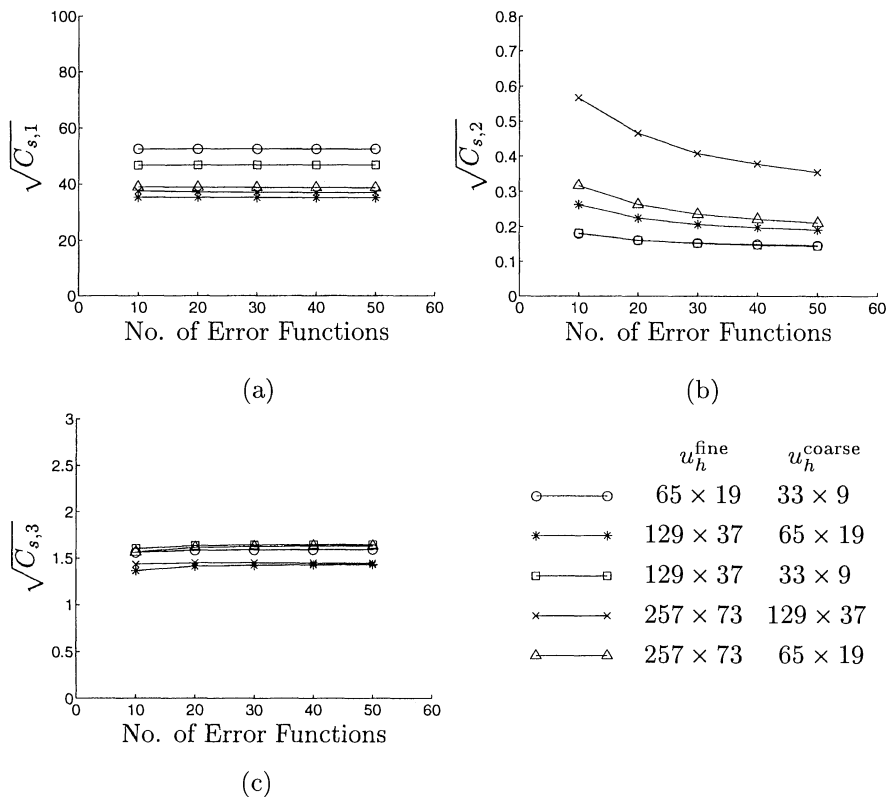 √C_{s,1}
100
80
60
40
20
0
0 10 20 30 40 50 60
No. of Error Functions
(a)
√C_{s,2}
0.8
0.7
0.6
0.5
0.4
0.3
0.2
0.1
0
0 10 20 30 40 50 60
No. of Error Functions
(b)
√C_{s,3}
3
2.5
2
1.5
1
0.5
0
0 10 20 30 40 50 60
No. of Error Functions
(c)
u_h^{fine} u_h^{coarse}
65 × 19 33 × 9
129 × 37 65 × 19
129 × 37 33 × 9
257 × 73 129 × 37
257 × 73 65 × 19